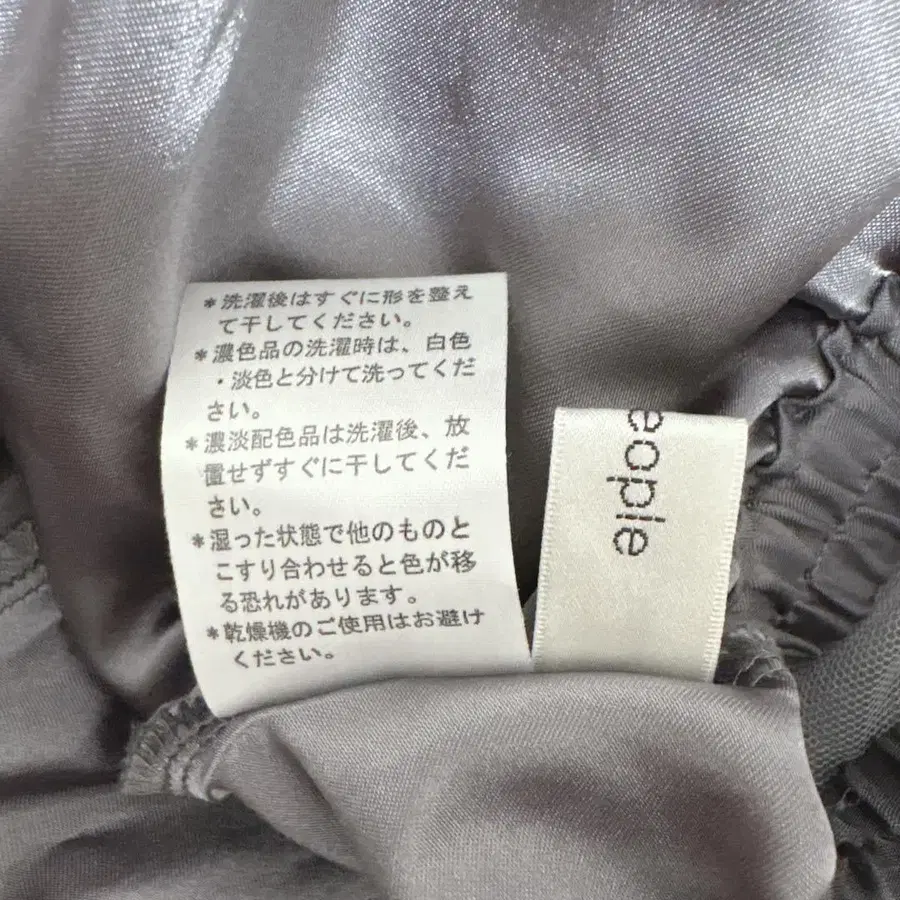 *洗濯後はすぐに形を整え
て干してください。
*濃色品の洗濯時は、白色
・淡色と分けて洗ってくだ
さい。
*濃淡配色品は洗濯後、放
置せずすぐに干してくだ
さい。
*湿った状態で他のものと
こすり合わせると色が移
る恐れがあります。
*乾燥機のご使用はお避け
ください。
eople